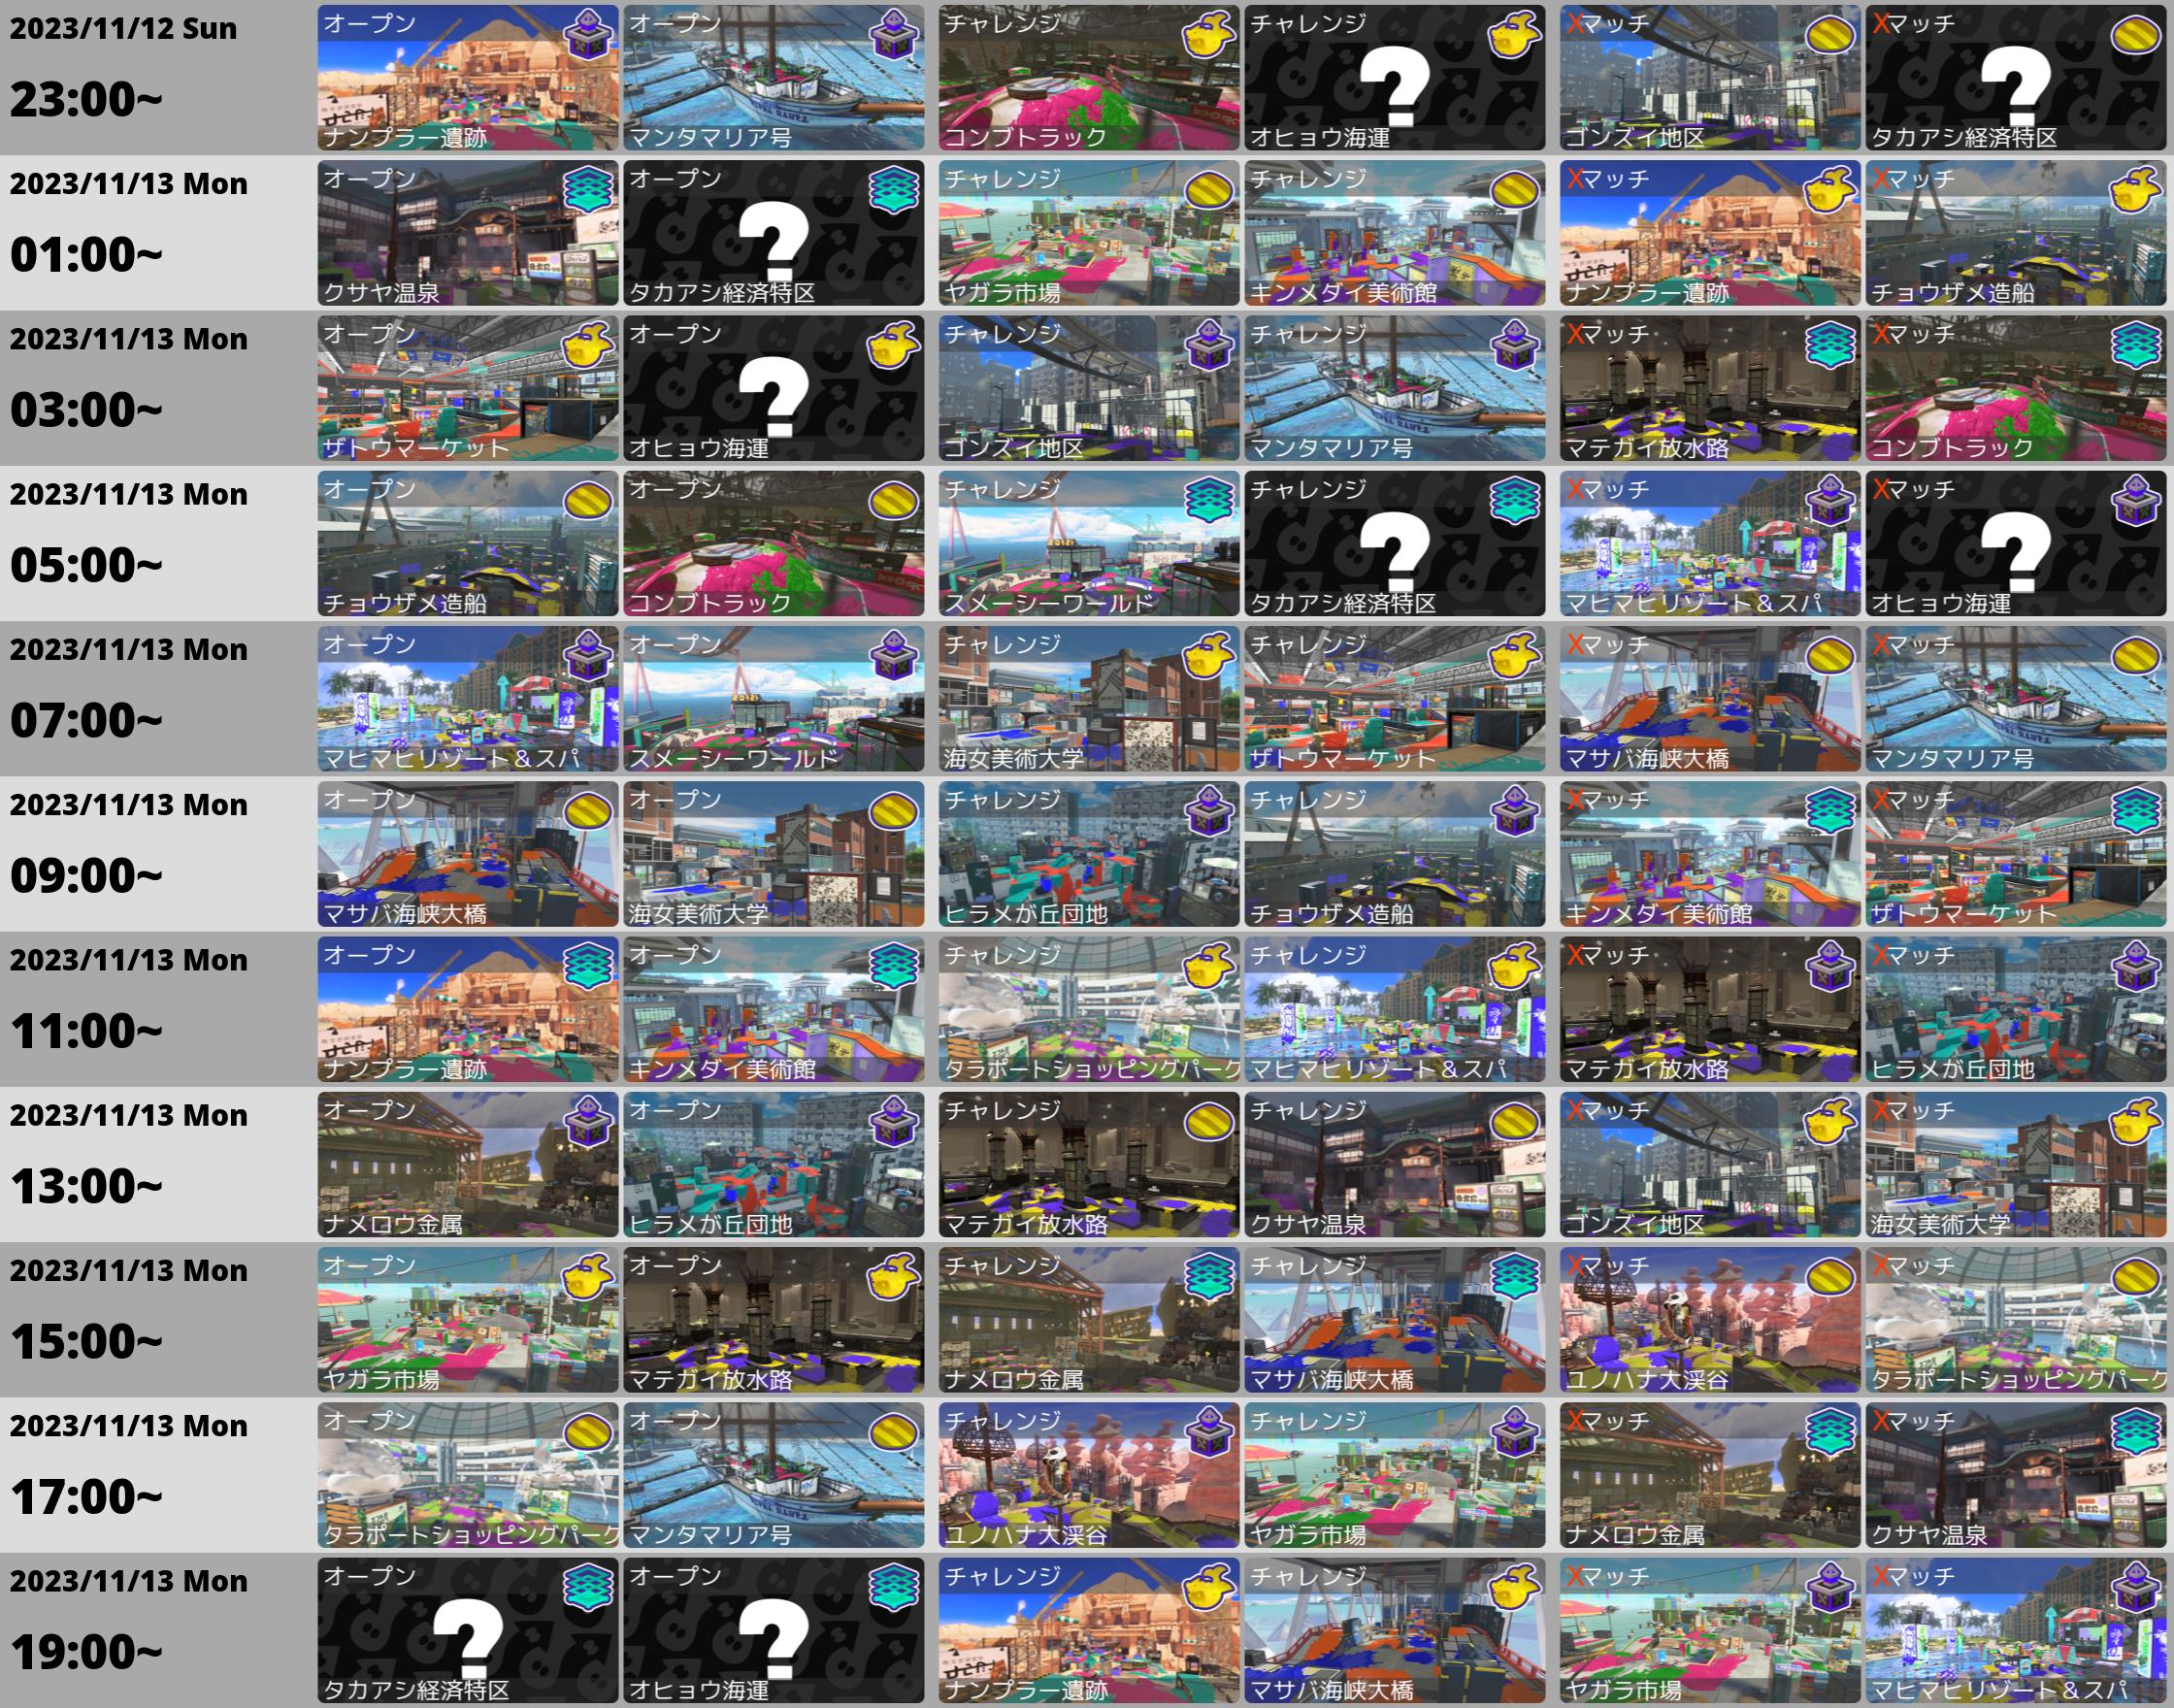 2023/11/12 Sun
23:00~
オープン
ナンプラー遺跡
オープン
マンタマリア号
チャレンジ
コンブトラック
チャレンジ
オヒョウ海運
Xマッチ
ゴンズイ地区
Xマッチ
タカアシ経済特区
2023/11/13 Mon
01:00~
オープン
クサヤ温泉
オープン
タカアシ経済特区
チャレンジ
ヤガラ市場
チャレンジ
キンメダイ美術館
Xマッチ
ナンプラー遺跡
Xマッチ
チョウザメ造船
2023/11/13 Mon
03:00~
オープン
ザトウマーケット
オープン
オヒョウ海運
チャレンジ
ゴンズイ地区
チャレンジ
マンタマリア号
Xマッチ
マテガイ放水路
Xマッチ
コンブトラック
2023/11/13 Mon
05:00~
オープン
チョウザメ造船
オープン
コンブトラック
チャレンジ
スメーシーワールド
チャレンジ
タカアシ経済特区
Xマッチ
マヒマヒリゾート＆スパ
Xマッチ
オヒョウ海運
2023/11/13 Mon
07:00~
オープン
マヒマヒリゾート＆スパ
オープン
スメーシーワールド
チャレンジ
海女美術大学
チャレンジ
ザトウマーケット
Xマッチ
マサバ海峡大橋
Xマッチ
マンタマリア号
2023/11/13 Mon
09:00~
オープン
マサバ海峡大橋
オープン
海女美術大学
チャレンジ
ヒラメが丘団地
チャレンジ
チョウザメ造船
Xマッチ
キンメダイ美術館
Xマッチ
ザトウマーケット
2023/11/13 Mon
11:00~
オープン
ナンプラー遺跡
オープン
キンメダイ美術館
チャレンジ
タラポートショッピングパーク
チャレンジ
マヒマヒリゾート＆スパ
Xマッチ
マテガイ放水路
Xマッチ
ヒラメが丘団地
2023/11/13 Mon
13:00~
オープン
ナメロウ金属
オープン
ヒラメが丘団地
チャレンジ
マテガイ放水路
チャレンジ
クサヤ温泉
Xマッチ
ゴンズイ地区
Xマッチ
海女美術大学
2023/11/13 Mon
15:00~
オープン
ヤガラ市場
オープン
マテガイ放水路
チャレンジ
ナメロウ金属
チャレンジ
マサバ海峡大橋
Xマッチ
ユノハナ大渓谷
Xマッチ
タラポートショッピングパーク
2023/11/13 Mon
17:00~
オープン
タラポートショッピングパーク
オープン
マンタマリア号
チャレンジ
ユノハナ大渓谷
チャレンジ
ヤガラ市場
Xマッチ
ナメロウ金属
Xマッチ
クサヤ温泉
2023/11/13 Mon
19:00~
オープン
タカアシ経済特区
オープン
オヒョウ海運
チャレンジ
ナンプラー遺跡
チャレンジ
マサバ海峡大橋
Xマッチ
ヤガラ市場
Xマッチ
マヒマヒリゾート＆スパ